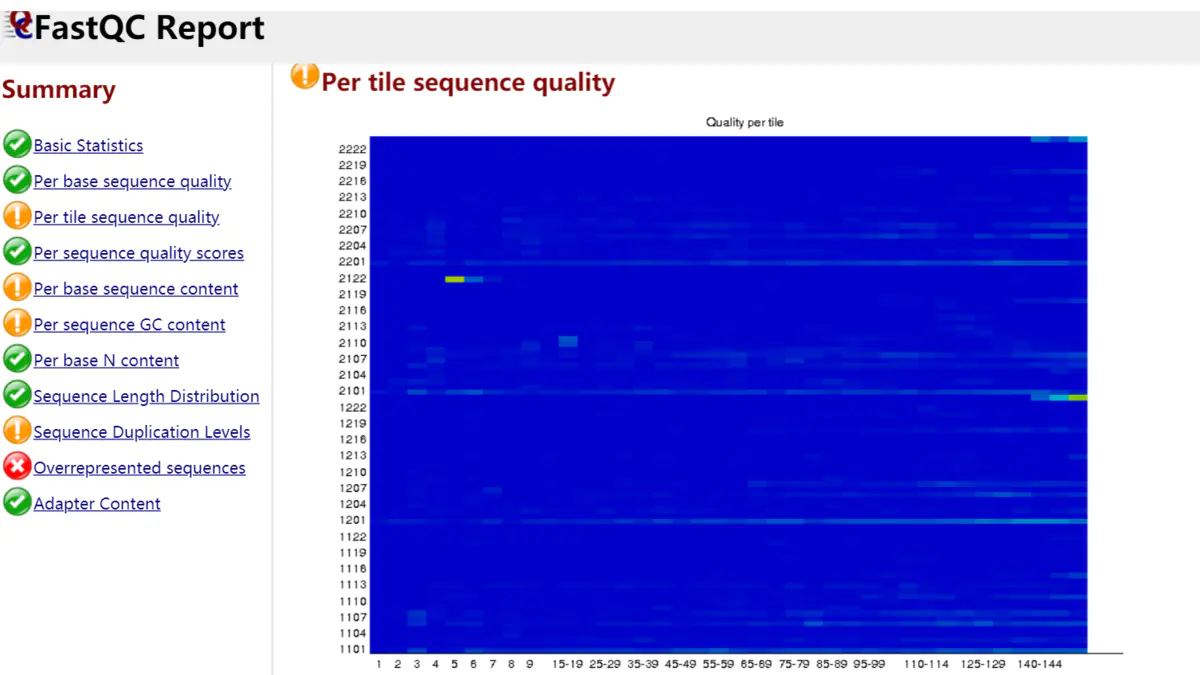 FastQC Report
Summary
Basic Statistics
Per base sequence quality
Per tile sequence quality
Per sequence quality scores
Per base sequence content
Per sequence GC content
Per base N content
Sequence Length Distribution
Sequence Duplication Levels
Overrepresented sequences
Adapter Content
Per tile sequence quality
Quality per tile
2222
2219
2216
2213
2210
2207
2204
2201
2122
2119
2116
2113
2110
2107
2104
2101
1222
1219
1216
1213
1210
1207
1204
1201
1122
1119
1116
1113
1110
1107
1104
1101
1 2 3 4 5 6 7 8 9 15-19 25-29 35-39 45-49 55-59 65-69 75-79 85-89 95-99 110-114 125-129 140-144